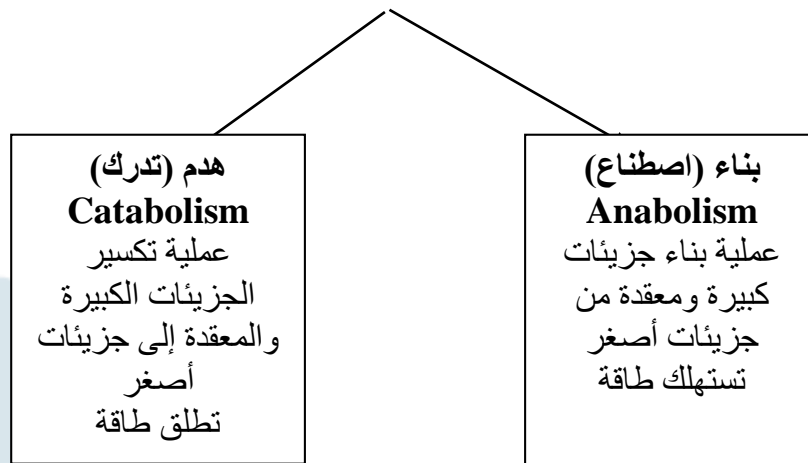 بناء (اصطناع)
Anabolism
عملية بناء جزيئات
كبيرة ومعقدة من
جزيئات أصغر
تستهلك طاقة
هدم (تدرك)
Catabolism
عملية تكسير
الجزيئات الكبيرة
والمعقدة إلى جزيئات
أصغر
تطلق طاقة